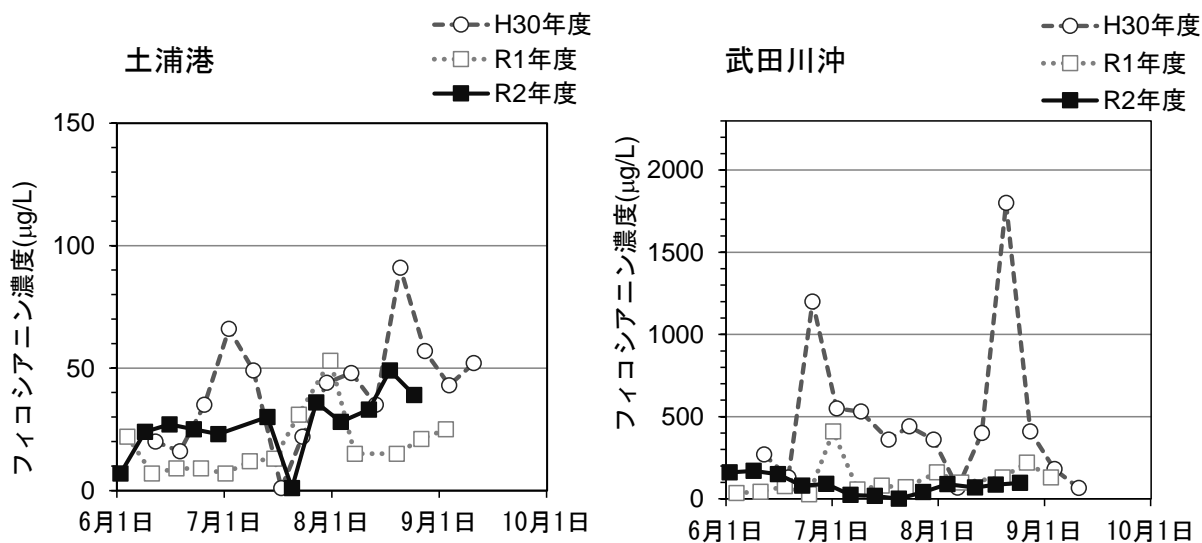 土浦港
H30年度
R1年度
R2年度
フィコシアニン濃度(μg/L)
150
100
50
0
6月1日 7月1日 8月1日 9月1日 10月1日
武田川沖
H30年度
R1年度
R2年度
フィコシアニン濃度(μg/L)
2000
1500
1000
500
0
6月1日 7月1日 8月1日 9月1日 10月1日